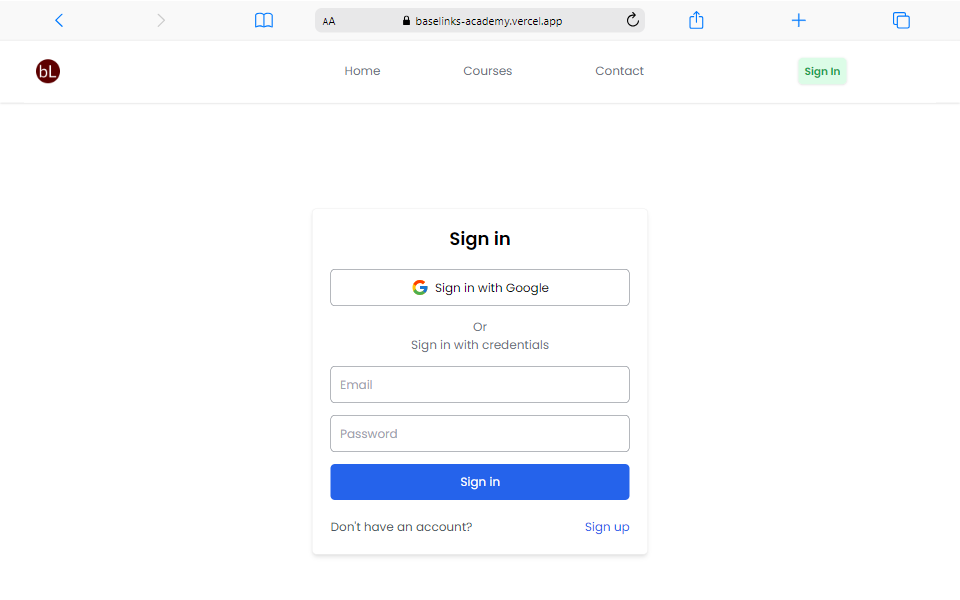 AA baselinks-academy.vercel.app
bL Home Courses Contact Sign In
Sign in
Sign in with Google
Or
Sign in with credentials
Email
Password
Sign in
Don't have an account? Sign up